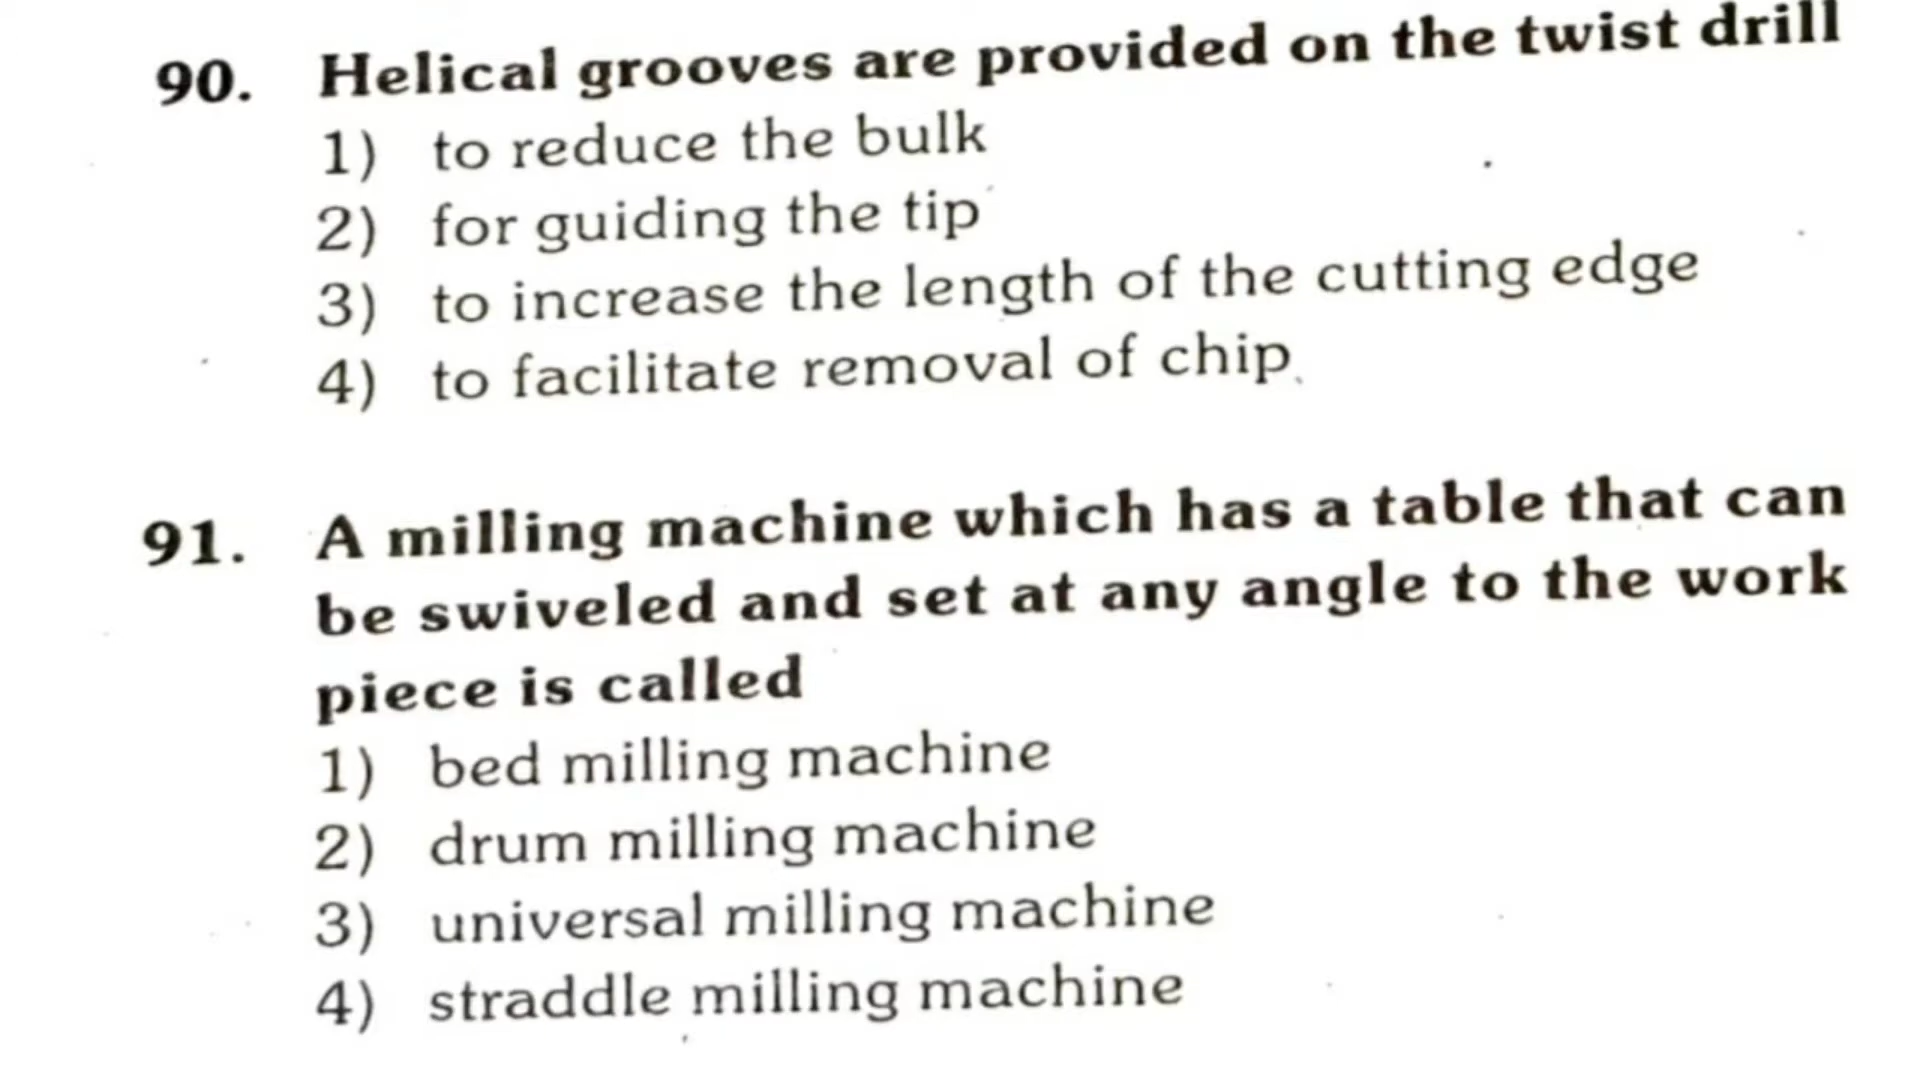 90. Helical grooves are provided on the twist drill
1) to reduce the bulk
2) for guiding the tip
3) to increase the length of the cutting edge
4) to facilitate removal of chip
91. A milling machine which has a table that can
be swiveled and set at any angle to the work
piece is called
1) bed milling machine
2) drum milling machine
3) universal milling machine
4) straddle milling machine